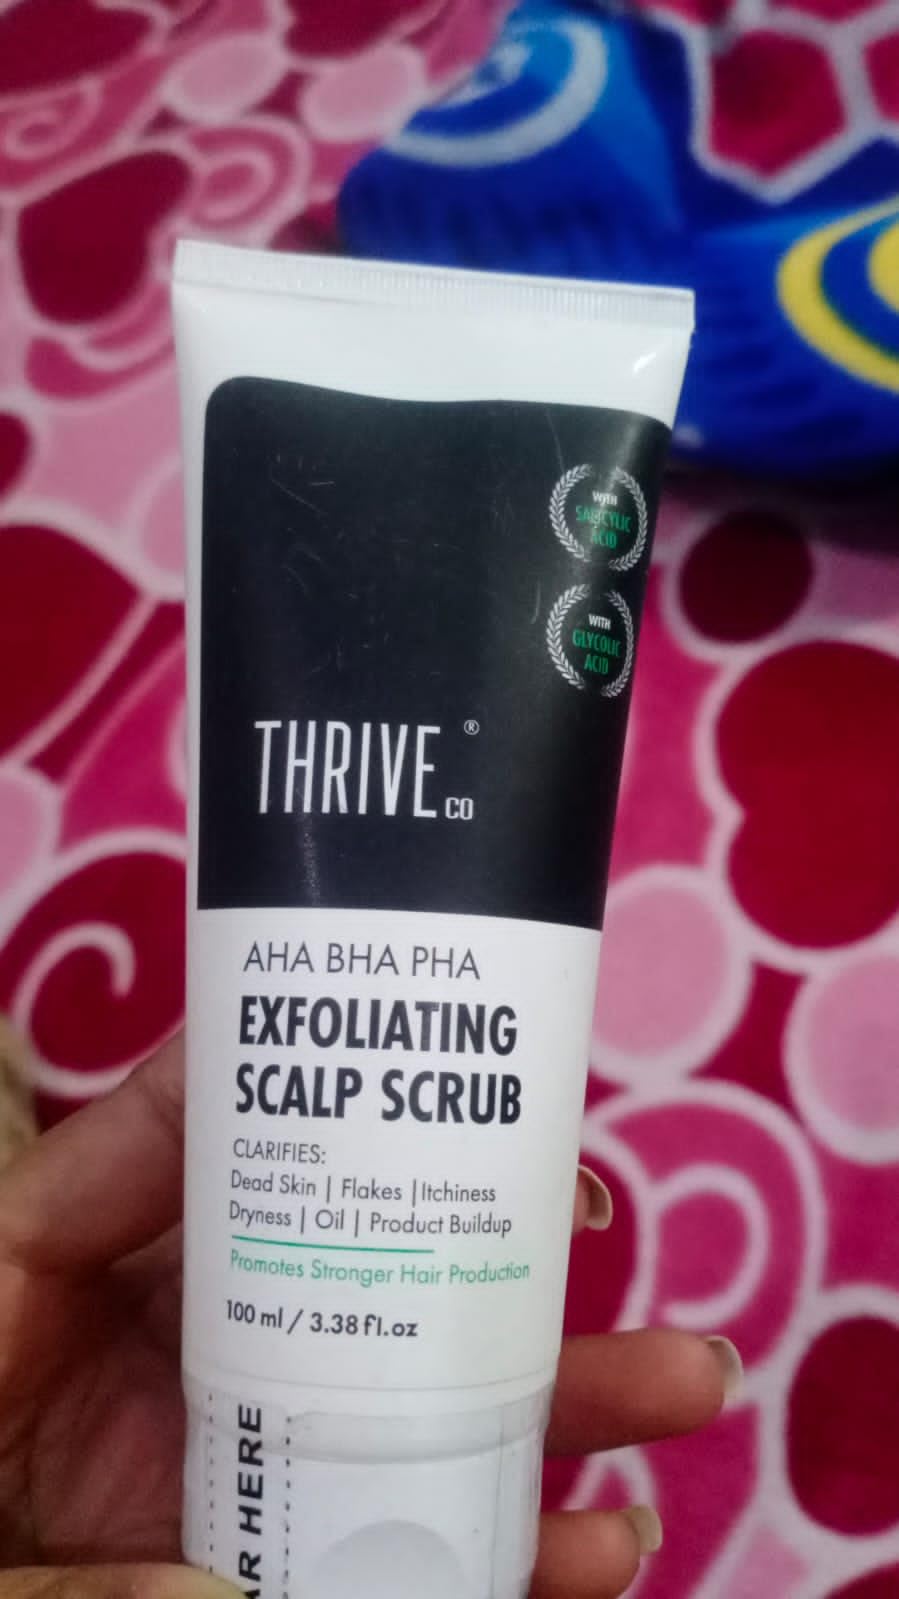 WITH
SALICYLIC
ACID
WITH
GLYCOLIC
ACID
THRIVE ®
CO
AHA BHA PHA
EXFOLIATING
SCALP SCRUB
CLARIFIES:
Dead Skin | Flakes | Itchiness
Dryness | Oil | Product Buildup
Promotes Stronger Hair Production
100 ml / 3.38 fl.oz
AR HERE